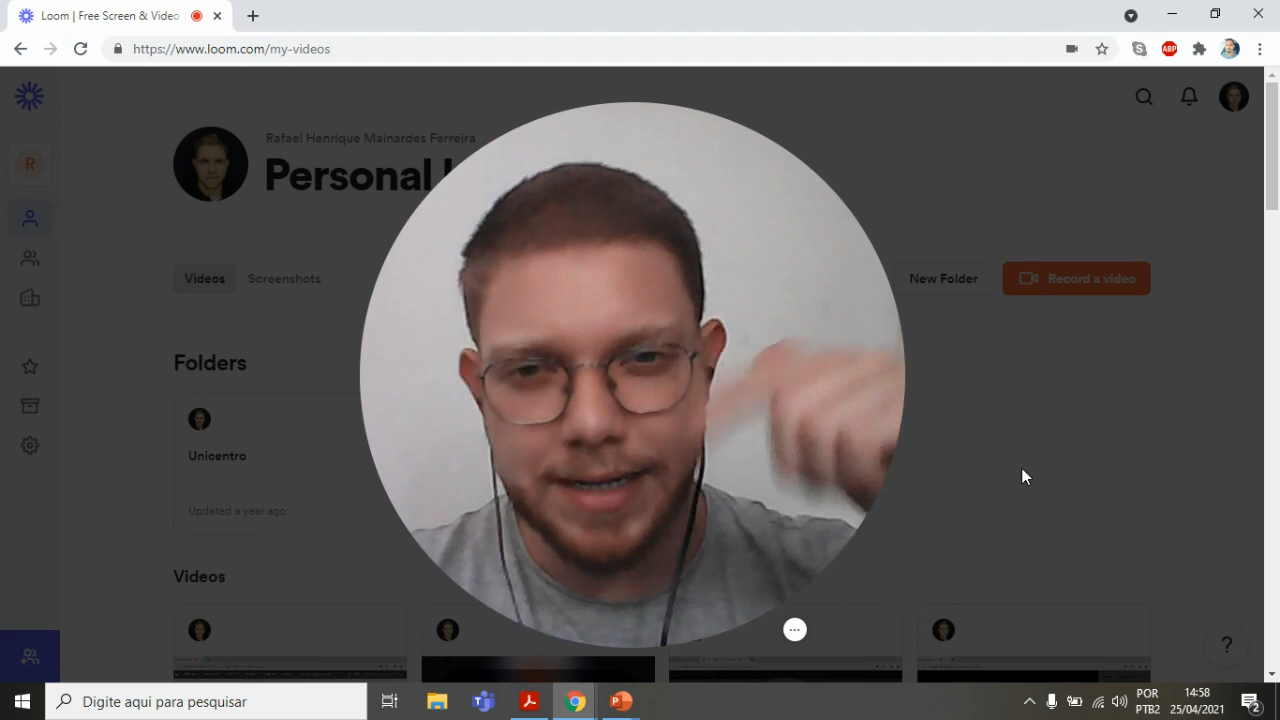 Loom | Free Screen & Video
https://www.loom.com/my-videos
ABP
Rafael Henrique Mainardes Ferreira
Personal
R
Videos
Screenshots
New Folder
Record a video
Folders
Unicentro
Updated a year ago
Videos
?
Digite aqui para pesquisar
POR
PTB2
14:58
25/04/2021
2